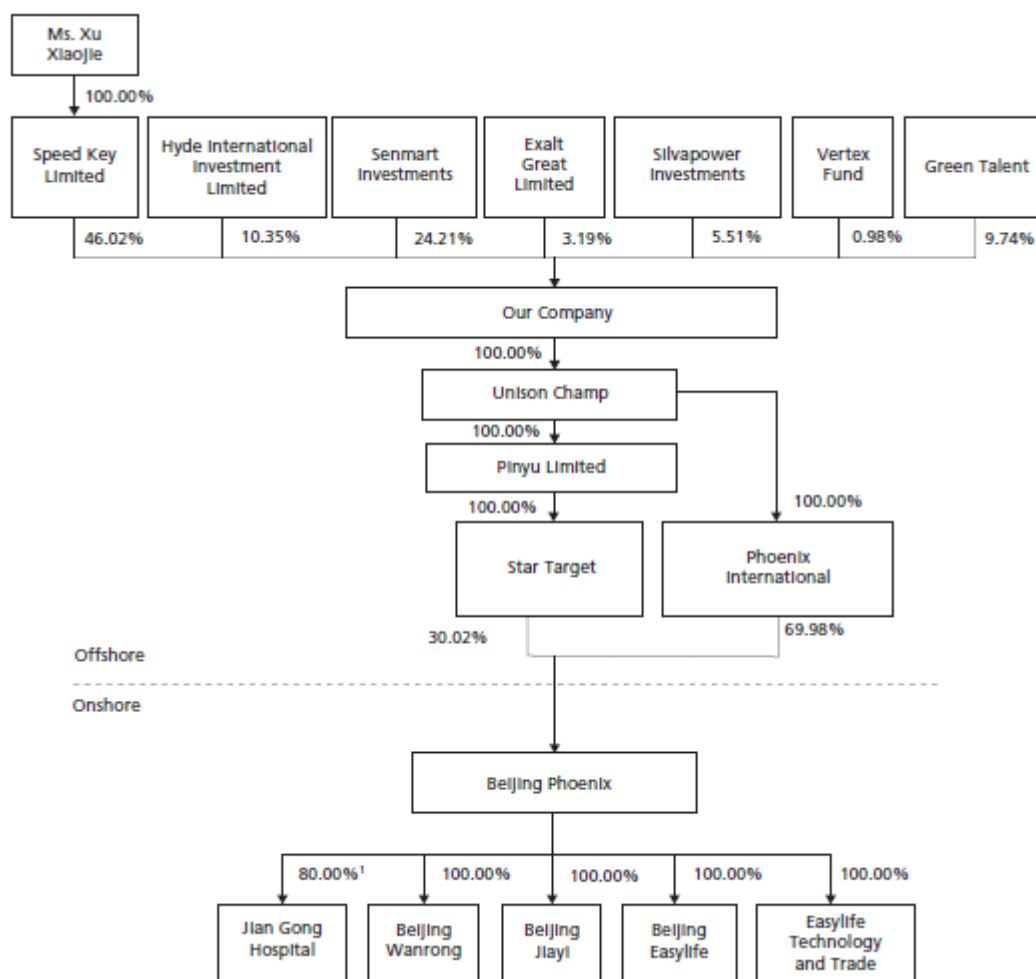 Ms. Xu
Xiaojie
100.00%
Speed Key
Limited
Hyde International
Investment
Limited
Senmart
Investments
Exalt
Great
Limited
Silvapower
Investments
Vertex
Fund
Green Talent
46.02%
10.35%
24.21%
3.19%
5.51%
0.98%
9.74%
Our Company
100.00%
Unison Champ
100.00%
Pinyu Limited
100.00%
100.00%
Star Target
Phoenix
International
30.02%
69.98%
Offshore
Onshore
Beijing Phoenix
80.00%¹
100.00%
100.00%
100.00%
100.00%
Jian Gong
Hospital
Beijing
Wanrong
Beijing
Jiayi
Beijing
Easylife
Easylife
Technology
and Trade